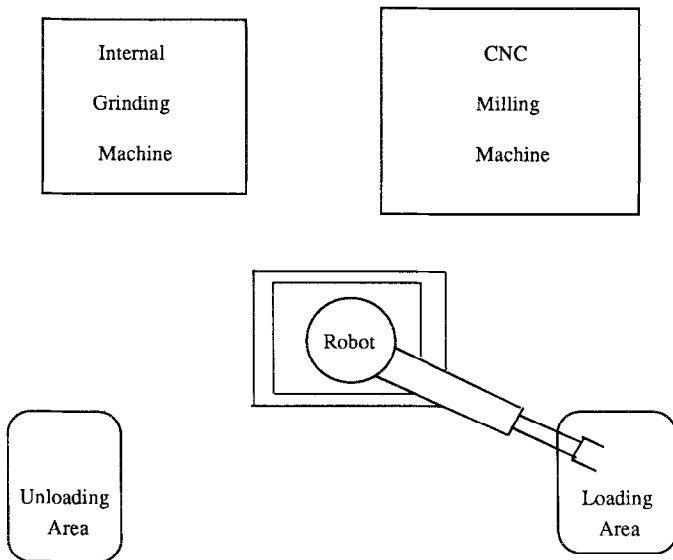 Internal
Grinding
Machine
CNC
Milling
Machine
Robot
Unloading
Area
Loading
Area